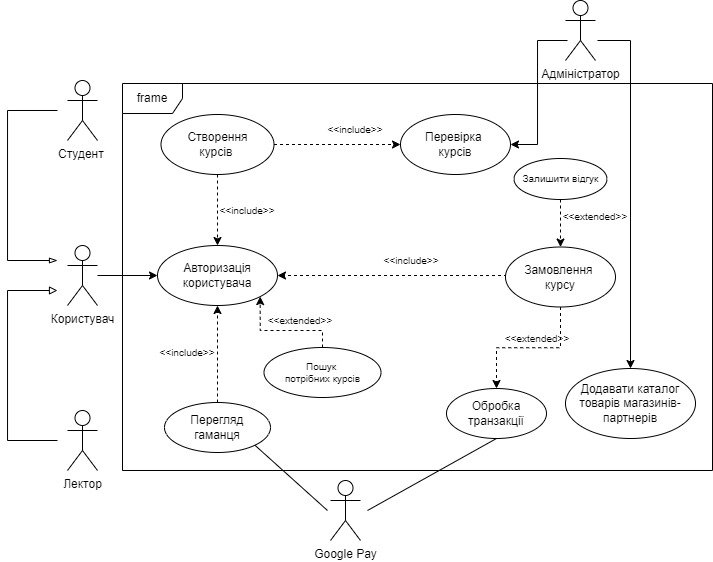 Адміністратор
frame
Студент
Створення
курсів
<<include>>
Перевірка
курсів
Залишити відгук
<<include>>
<<extended>>
Користувач
Авторизація
користувача
<<include>>
Замовлення
курсу
<<include>>
<<extended>>
<<extended>>
Пошук
потрібних курсів
Перегляд
гаманця
Обробка
транзакції
Додавати каталог
товарів магазинів-
партнерів
Лектор
Google Pay